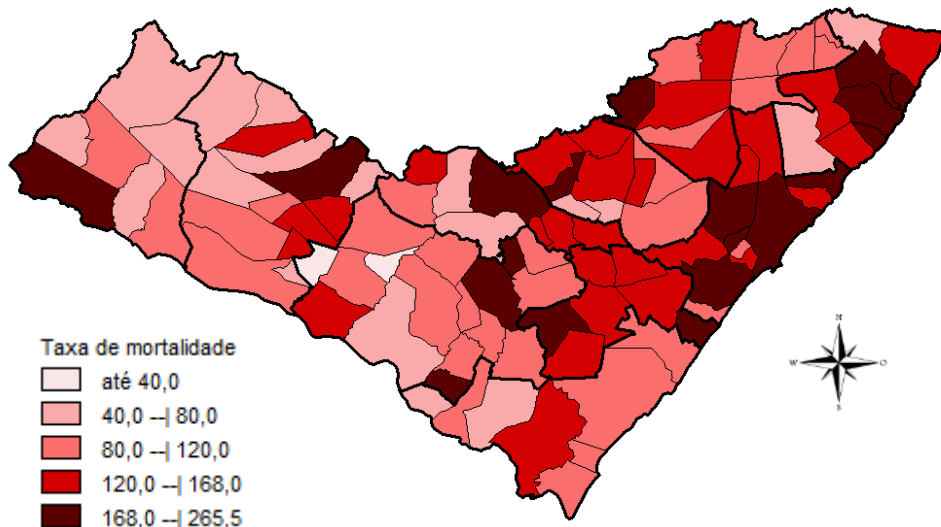 N
W
O
S
Taxa de mortalidade
até 40,0
40,0 --| 80,0
80,0 --| 120,0
120,0 --| 168,0
168,0 --| 265,5